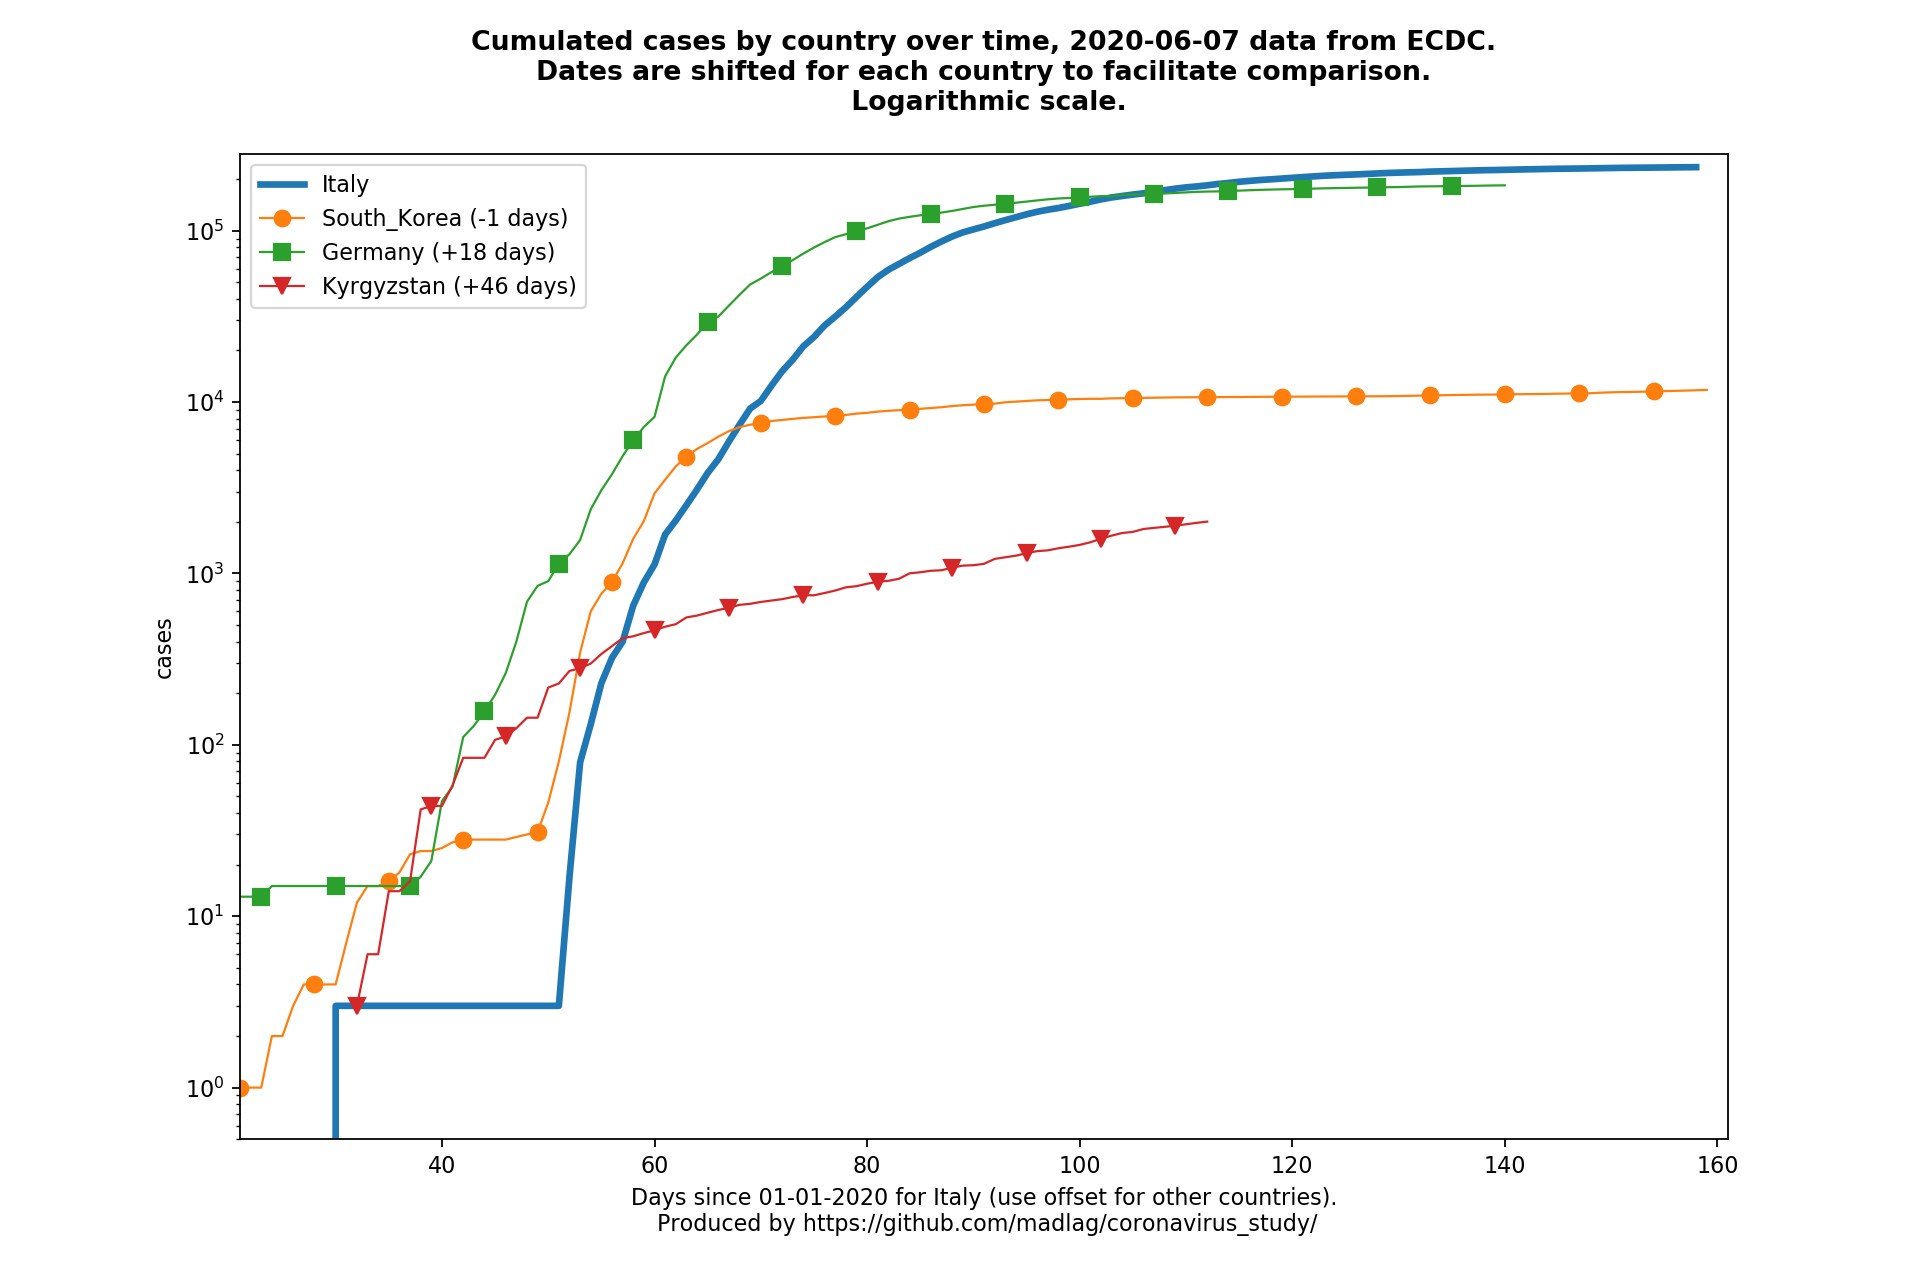 Cumulated cases by country over time, 2020-06-07 data from ECDC.
Dates are shifted for each country to facilitate comparison.
Logarithmic scale.
Italy
South_Korea (-1 days)
Germany (+18 days)
Kyrgyzstan (+46 days)
cases
10^5
10^4
10^3
10^2
10^1
10^0
40 60 80 100 120 140 160
Days since 01-01-2020 for Italy (use offset for other countries).
Produced by https://github.com/madlag/coronavirus_study/